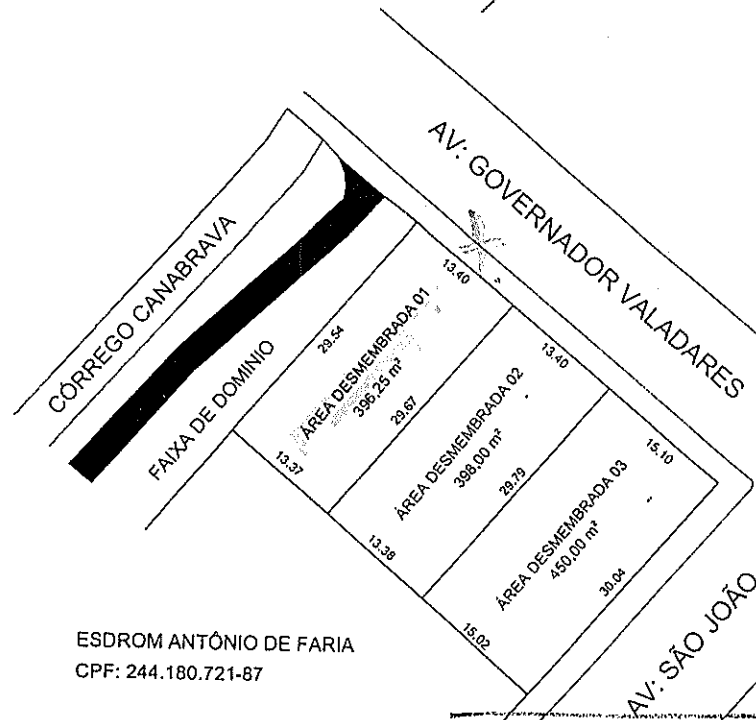 AV: GOVERNADOR VALADARES
CÓRREGO CANABRAVA
FAIXA DE DOMINIO
13.40
29.54
ÁREA DESMEMBRADA 01
396,25 m²
29.67
13.37
13.40
ÁREA DESMEMBRADA 02
398,00 m²
29.79
13.38
15.10
ÁREA DESMEMBRADA 03
450,00 m²
30.04
15.02
AV: SÃO JOÃO
ESDROM ANTÔNIO DE FARIA
CPF: 244.180.721-87